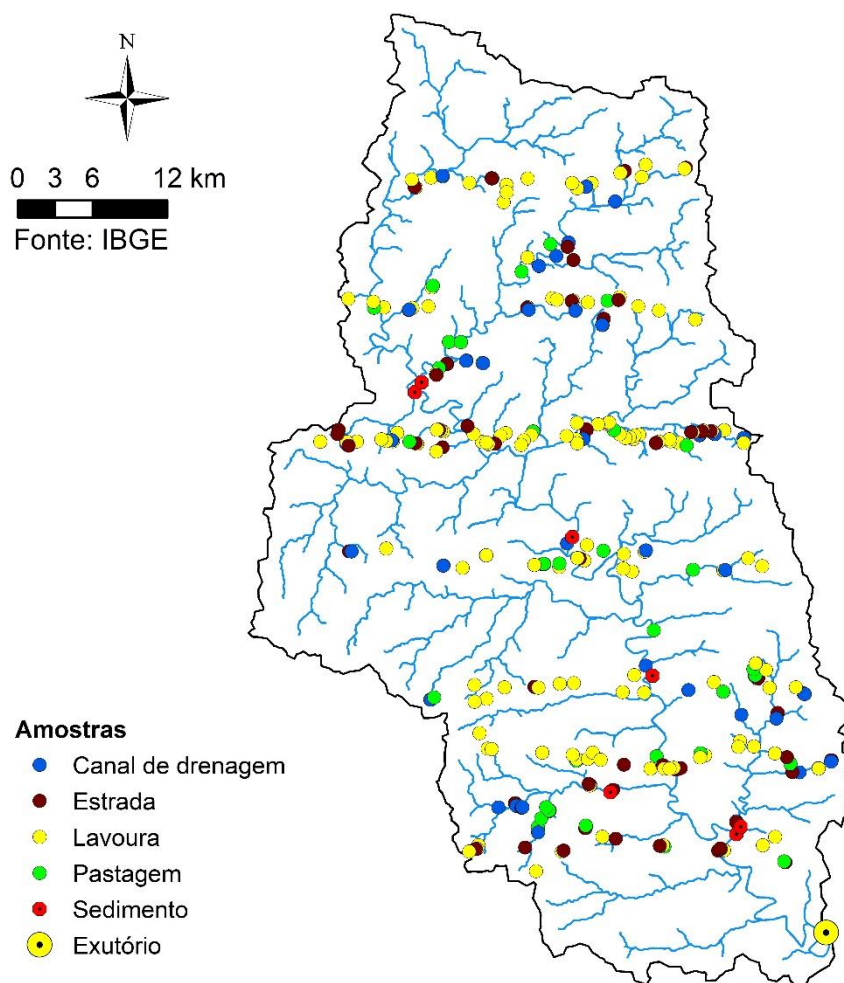 N
0 3 6 12 km
Fonte: IBGE
Amostras
Canal de drenagem
Estrada
Lavoura
Pastagem
Sedimento
Exutório